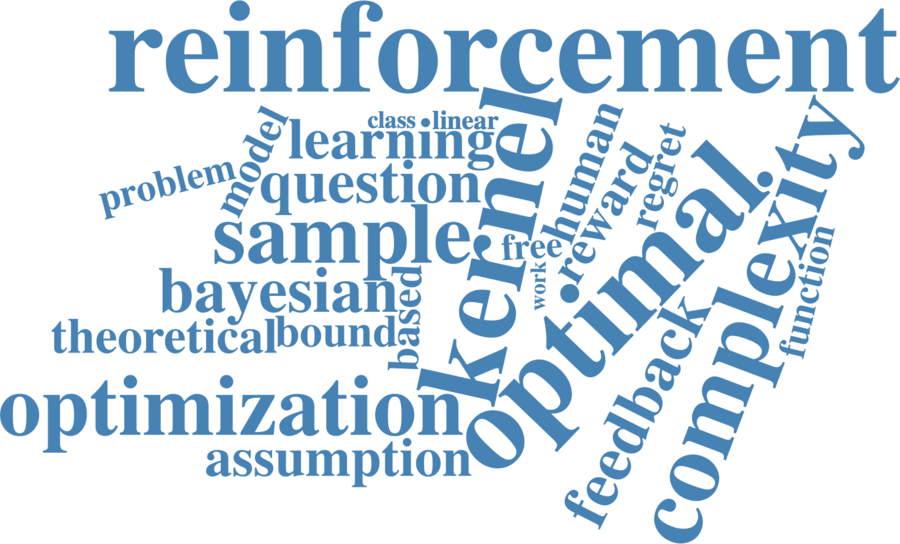 reinforcement
class
linear
learning
model
problem
question
sample
kernel
human
reward
regret
free
work
optimal
complexity
function
bayesian
based
theoretical
bound
feedback
optimization
assumption